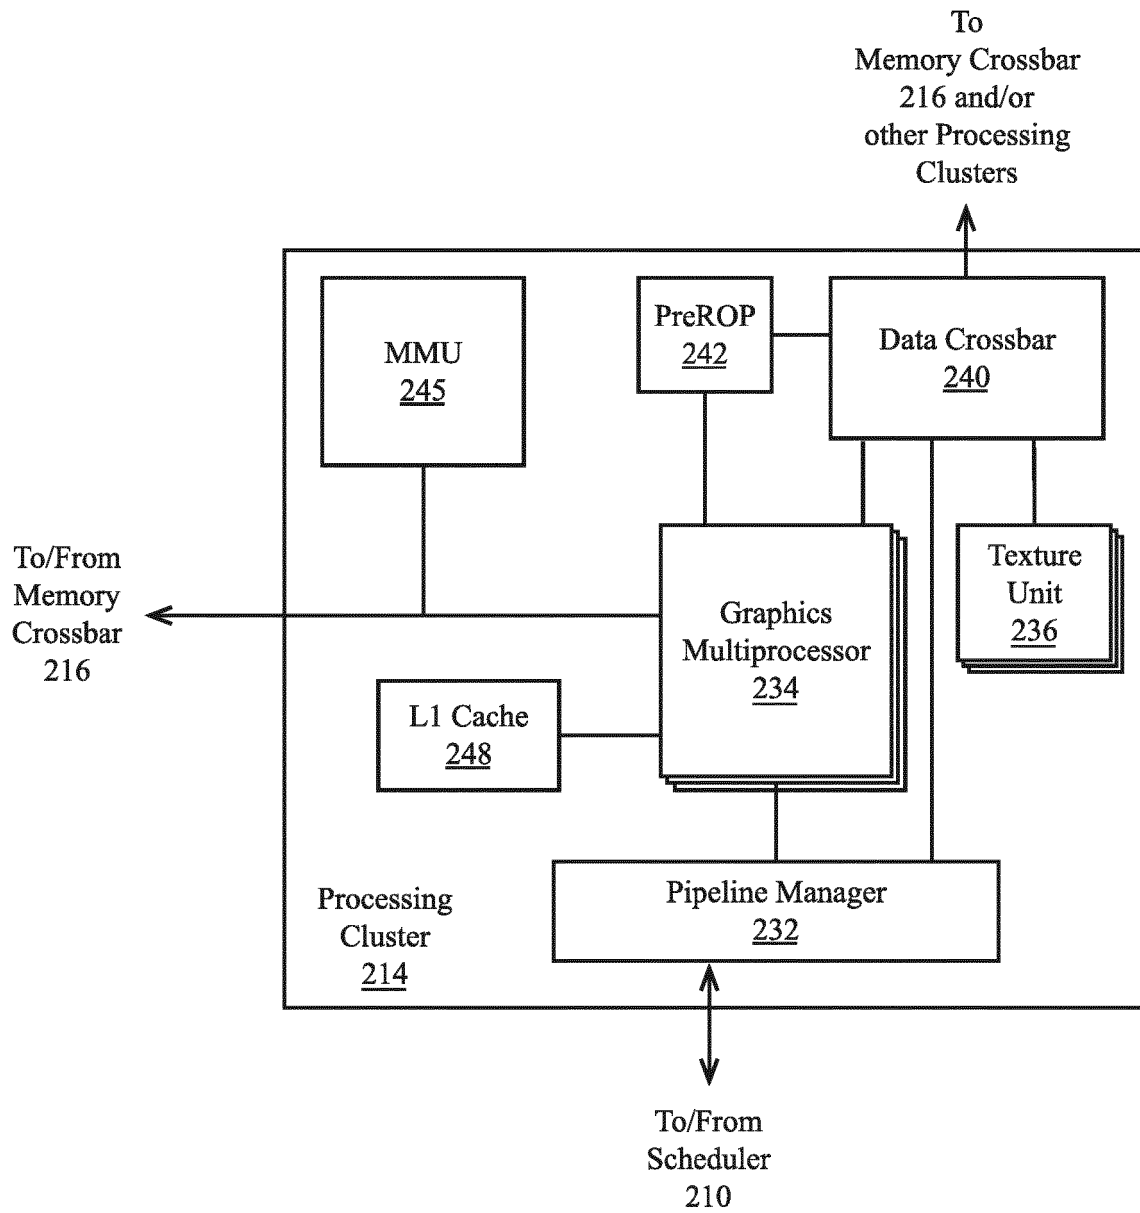 To
Memory Crossbar
216 and/or
other Processing
Clusters
MMU
245
PreROP
242
Data Crossbar
240
To/From
Memory
Crossbar
216
Graphics
Multiprocessor
234
Texture
Unit
236
L1 Cache
248
Pipeline Manager
232
Processing
Cluster
214
To/From
Scheduler
210